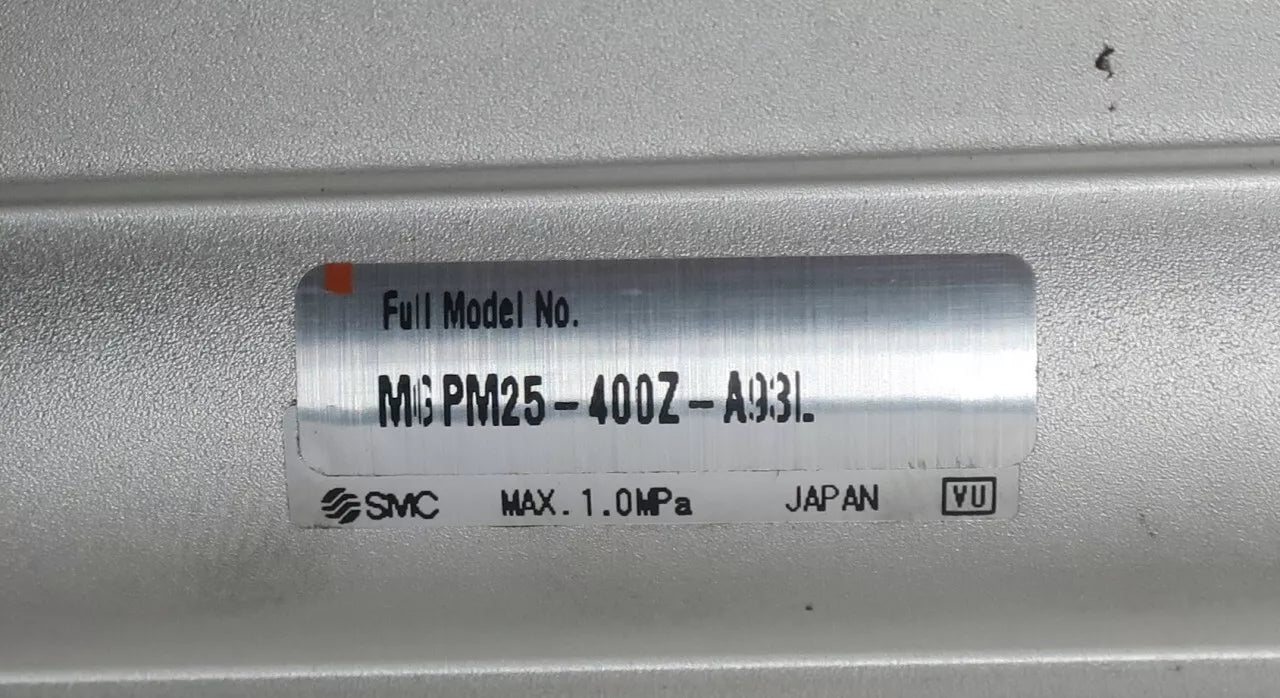 Full Model No.
MGPM25-400Z-A93L
SMC MAX. 1.0MPa JAPAN VU